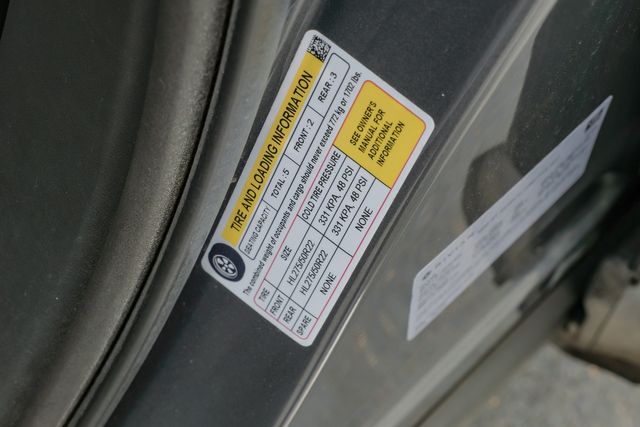 TIRE AND LOADING INFORMATION
SEATING CAPACITY TOTAL : 5 FRONT : 2 REAR : 3
The combined weight of occupants and cargo should never exceed 772 kg or 1702 lbs.
TIRE SIZE COLD TIRE PRESSURE
FRONT HL275/50R22 331 KPA, 48 PSI
REAR HL275/50R22 331 KPA, 48 PSI
SPARE NONE NONE
SEE OWNER'S
MANUAL FOR
ADDITIONAL
INFORMATION